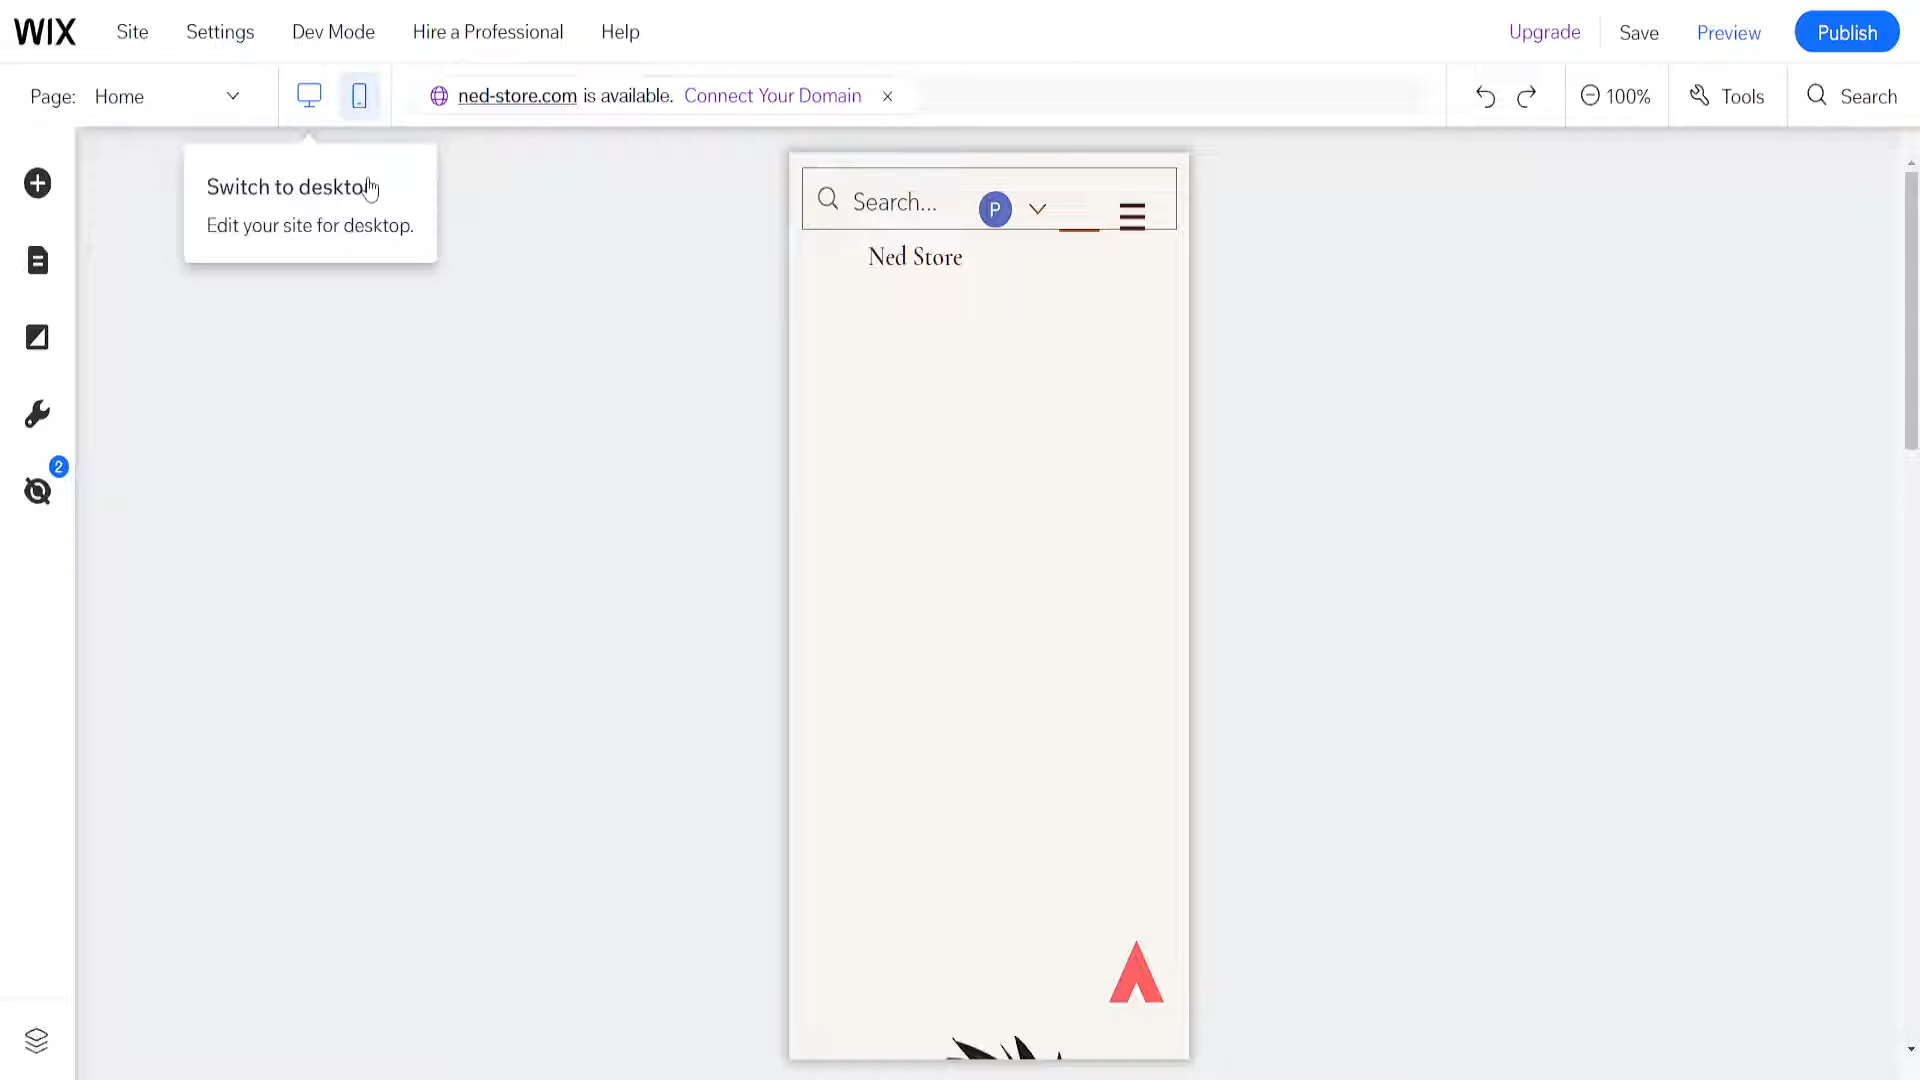 WIX Site Settings Dev Mode Hire a Professional Help Upgrade Save Preview Publish
Page: Home ned-store.com is available. Connect Your Domain × 100% Tools Search
Switch to desktop
Edit your site for desktop.
2
Search...
P
Ned Store